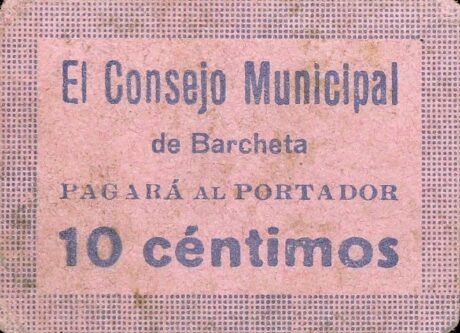 El Consejo Municipal
de Barcheta
PAGARÁ AL PORTADOR
10 céntimos